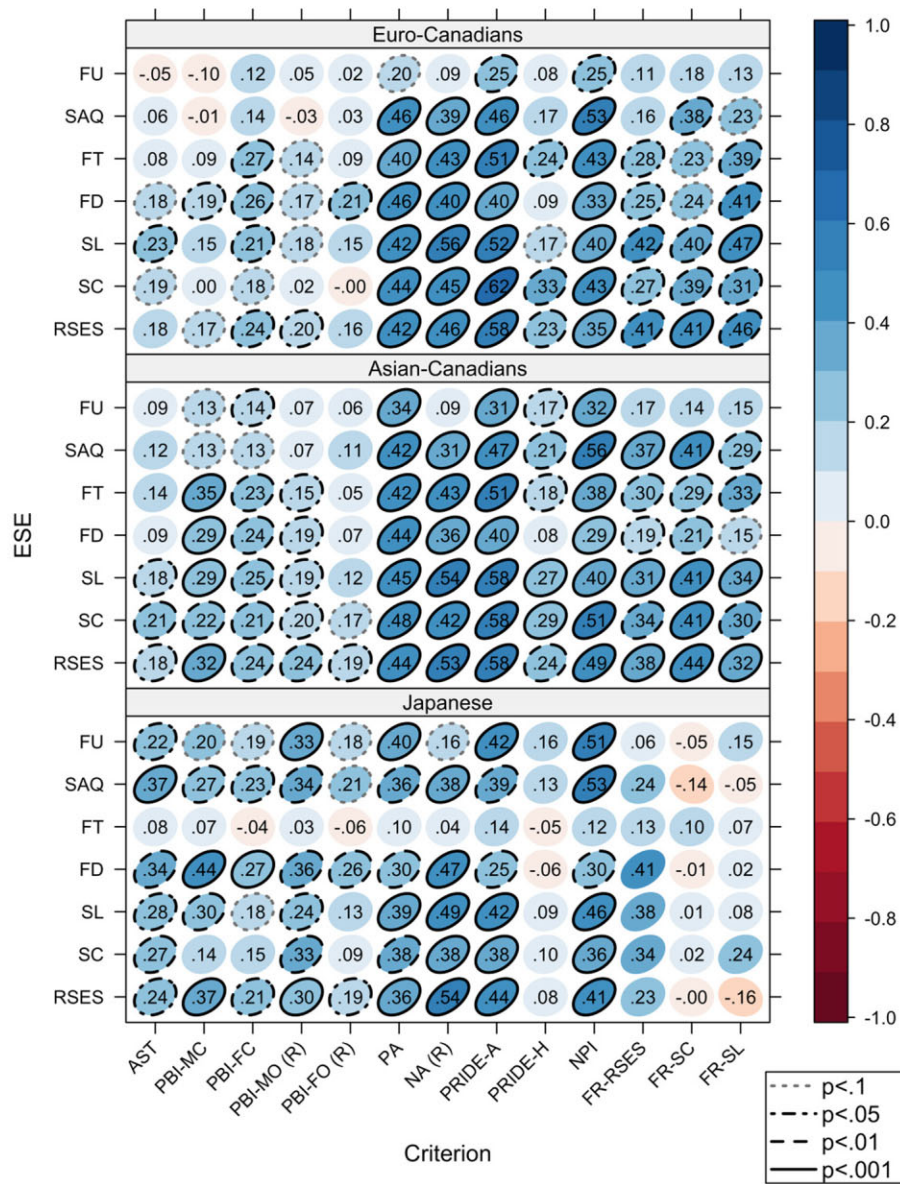 Euro-Canadians
FU -.05 -.10 .12 .05 .02 .20 .09 .25 .08 .25 .11 .18 .13
SAQ .06 -.01 .14 -.03 .03 .46 .39 .46 .17 .53 .16 .38 .23
FT .08 .09 .27 .14 .09 .40 .43 .51 .24 .43 .28 .23 .39
FD .18 .19 .26 .17 .21 .46 .40 .40 .09 .33 .25 .24 .41
SL .23 .15 .21 .18 .15 .42 .56 .52 .17 .40 .42 .40 .47
SC .19 .00 .18 .02 -.00 .44 .45 .62 .33 .43 .27 .39 .31
RSES .18 .17 .24 .20 .16 .42 .46 .58 .23 .35 .41 .41 .46
Asian-Canadians
FU .09 .13 .14 .07 .06 .34 .09 .31 .17 .32 .17 .14 .15
SAQ .12 .13 .13 .07 .11 .42 .31 .47 .21 .56 .37 .41 .29
FT .14 .35 .23 .15 .05 .42 .43 .51 .18 .38 .30 .29 .33
FD .09 .29 .24 .19 .07 .44 .36 .40 .08 .29 .19 .21 .15
SL .18 .29 .25 .19 .12 .45 .54 .58 .27 .40 .31 .41 .34
SC .21 .22 .21 .20 .17 .48 .42 .58 .29 .51 .34 .41 .30
RSES .18 .32 .24 .24 .19 .44 .53 .58 .24 .49 .38 .44 .32
Japanese
FU .22 .20 .19 .33 .18 .40 .16 .42 .16 .51 .06 -.05 .15
SAQ .37 .27 .23 .34 .21 .36 .38 .39 .13 .53 .24 -.14 -.05
FT .08 .07 -.04 .03 -.06 .10 .04 .14 -.05 .12 .13 .10 .07
FD .34 .44 .27 .36 .26 .30 .47 .25 -.06 .30 .41 -.01 .02
SL .28 .30 .18 .24 .13 .39 .49 .42 .09 .46 .38 .01 .08
SC .27 .14 .15 .33 .09 .38 .38 .38 .10 .36 .34 .02 .24
RSES .24 .37 .21 .30 .19 .36 .54 .44 .08 .41 .23 -.00 -.16
ESE
AST PBI-MC PBI-FC PBI-MO (R) PBI-FO (R) PA NA (R) PRIDE-A PRIDE-H NPI FR-RSES FR-SC FR-SL
Criterion
1.0
0.8
0.6
0.4
0.2
0.0
-0.2
-0.4
-0.6
-0.8
-1.0
p<.1
p<.05
p<.01
p<.001